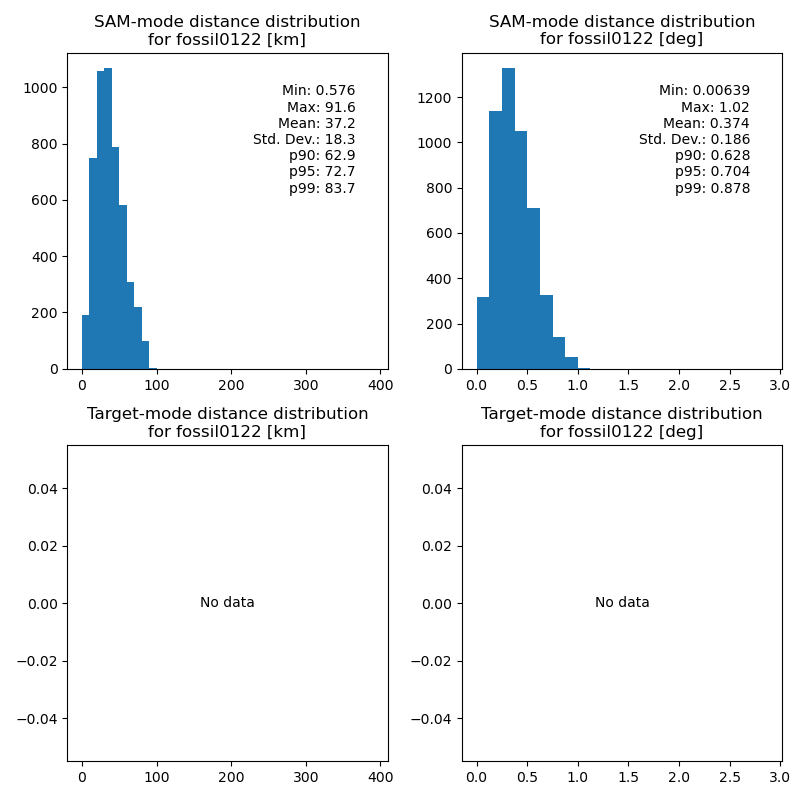 SAM-mode distance distribution
for fossil0122 [km]
1000
800
600
400
200
0
Min: 0.576
Max: 91.6
Mean: 37.2
Std. Dev.: 18.3
p90: 62.9
p95: 72.7
p99: 83.7
0 100 200 300 400
SAM-mode distance distribution
for fossil0122 [deg]
1200
1000
800
600
400
200
0
Min: 0.00639
Max: 1.02
Mean: 0.374
Std. Dev.: 0.186
p90: 0.628
p95: 0.704
p99: 0.878
0.0 0.5 1.0 1.5 2.0 2.5 3.0
Target-mode distance distribution
for fossil0122 [km]
0.04
0.02
0.00
−0.02
−0.04
No data
0 100 200 300 400
Target-mode distance distribution
for fossil0122 [deg]
0.04
0.02
0.00
−0.02
−0.04
No data
0.0 0.5 1.0 1.5 2.0 2.5 3.0